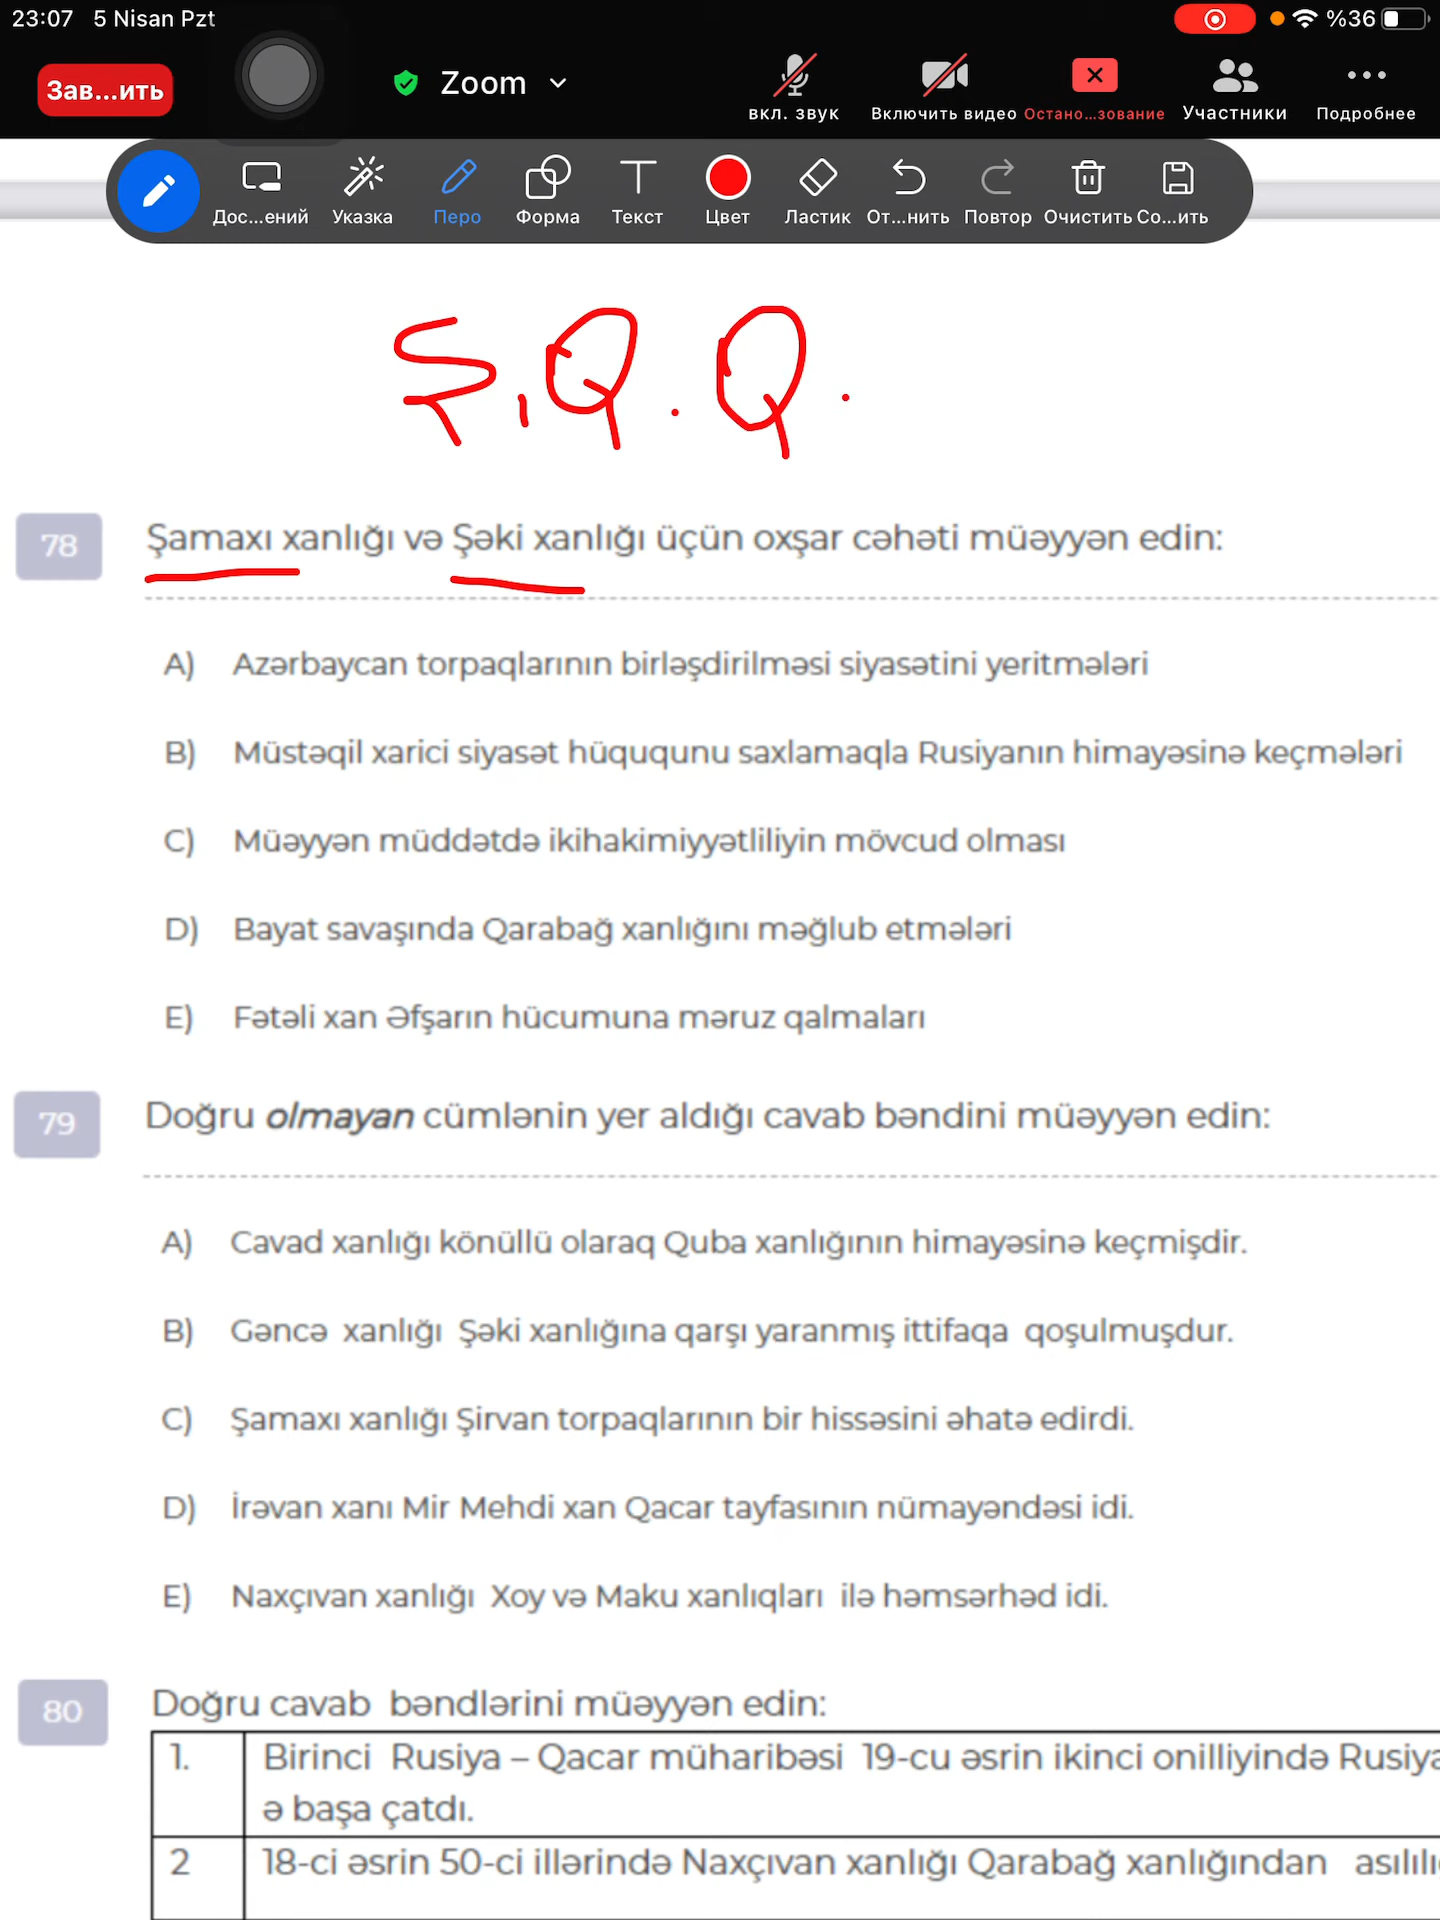 23:07 5 Nisan Pzt %36
Зав...ить Zoom вкл. звук Включить видео Остано...зование Участники Подробнее
Дос...ений Указка Перо Форма Текст Цвет Ластик От...нить Повтор Очистить Со...ить
Ş.Q.Q.
78 Şamaxı xanlığı və Şəki xanlığı üçün oxşar cəhəti müəyyən edin:
A) Azərbaycan torpaqlarının birləşdirilməsi siyasətini yeritmələri
B) Müstəqil xarici siyasət hüququnu saxlamaqla Rusiyanın himayəsinə keçmələri
C) Müəyyən müddətdə ikihakimiyyətliliyin mövcud olması
D) Bayat savaşında Qarabağ xanlığını məğlub etmələri
E) Fətəli xan Əfşarın hücumuna məruz qalmaları
79 Doğru olmayan cümlənin yer aldığı cavab bəndini müəyyən edin:
A) Cavad xanlığı könüllü olaraq Quba xanlığının himayəsinə keçmişdir.
B) Gəncə xanlığı Şəki xanlığına qarşı yaranmış ittifaqa qoşulmuşdur.
C) Şamaxı xanlığı Şirvan torpaqlarının bir hissəsini əhatə edirdi.
D) İrəvan xanı Mir Mehdi xan Qacar tayfasının nümayəndəsi idi.
E) Naxçıvan xanlığı Xoy və Maku xanlıqları ilə həmsərhəd idi.
80 Doğru cavab bəndlərini müəyyən edin:
1. Birinci Rusiya – Qacar müharibəsi 19-cu əsrin ikinci onilliyində Rusiya
ə başa çatdı.
2 18-ci əsrin 50-ci illərində Naxçıvan xanlığı Qarabağ xanlığından asılılı